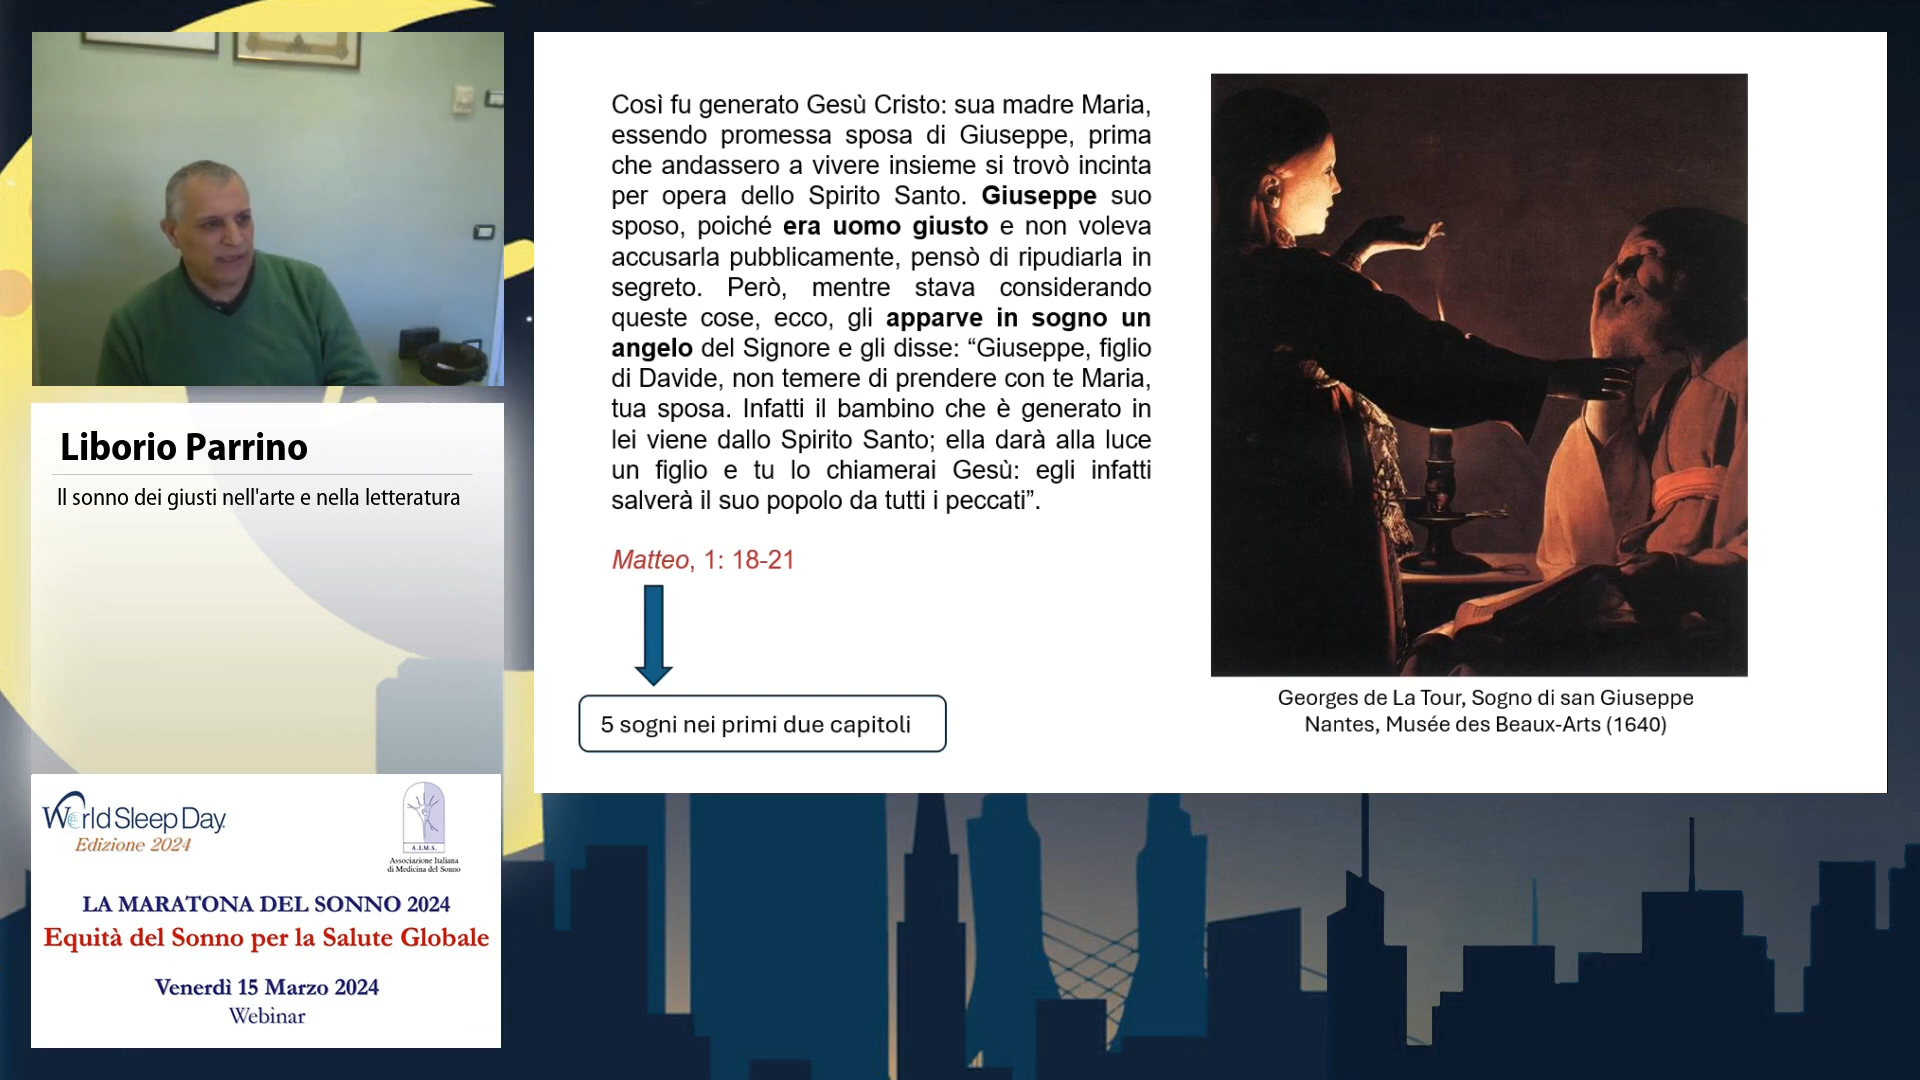 Liborio Parrino
Il sonno dei giusti nell'arte e nella letteratura
World Sleep Day
Edizione 2024
A.I.M.S.
Associazione Italiana
di Medicina del Sonno
LA MARATONA DEL SONNO 2024
Equità del Sonno per la Salute Globale
Venerdì 15 Marzo 2024
Webinar
Così fu generato Gesù Cristo: sua madre Maria,
essendo promessa sposa di Giuseppe, prima
che andassero a vivere insieme si trovò incinta
per opera dello Spirito Santo. Giuseppe suo
sposo, poiché era uomo giusto e non voleva
accusarla pubblicamente, pensò di ripudiarla in
segreto. Però, mentre stava considerando
queste cose, ecco, gli apparve in sogno un
angelo del Signore e gli disse: “Giuseppe, figlio
di Davide, non temere di prendere con te Maria,
tua sposa. Infatti il bambino che è generato in
lei viene dallo Spirito Santo; ella darà alla luce
un figlio e tu lo chiamerai Gesù: egli infatti
salverà il suo popolo da tutti i peccati”.
Matteo, 1: 18-21
5 sogni nei primi due capitoli
Georges de La Tour, Sogno di san Giuseppe
Nantes, Musée des Beaux-Arts (1640)